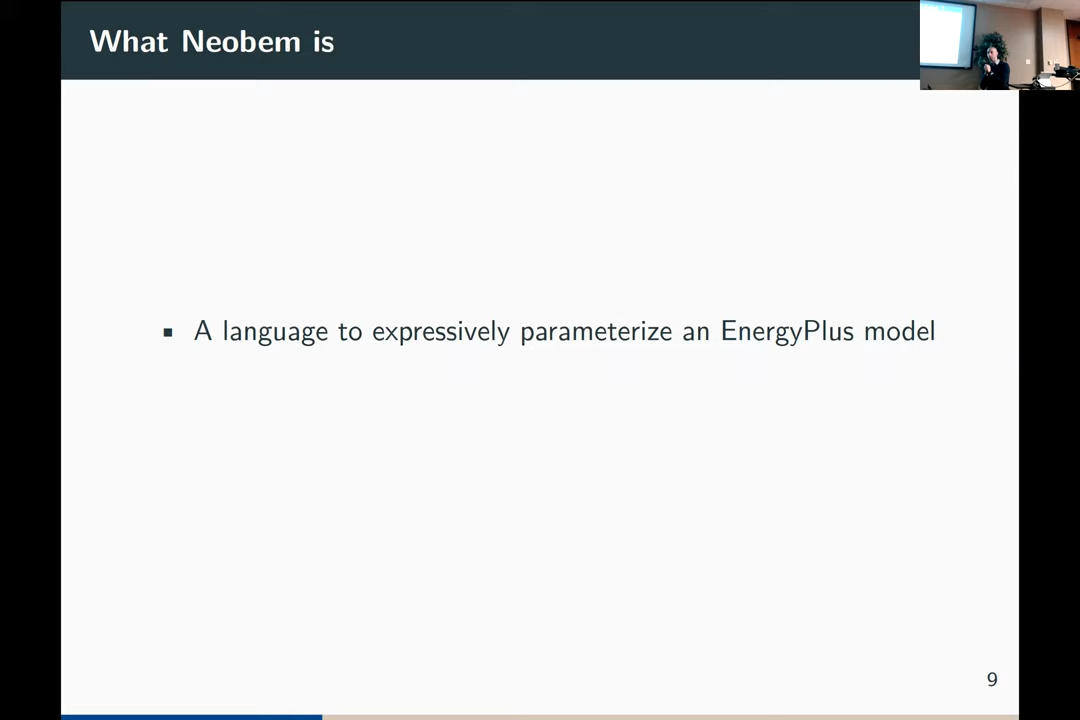 What Neobem is
▪ A language to expressively parameterize an EnergyPlus model
9